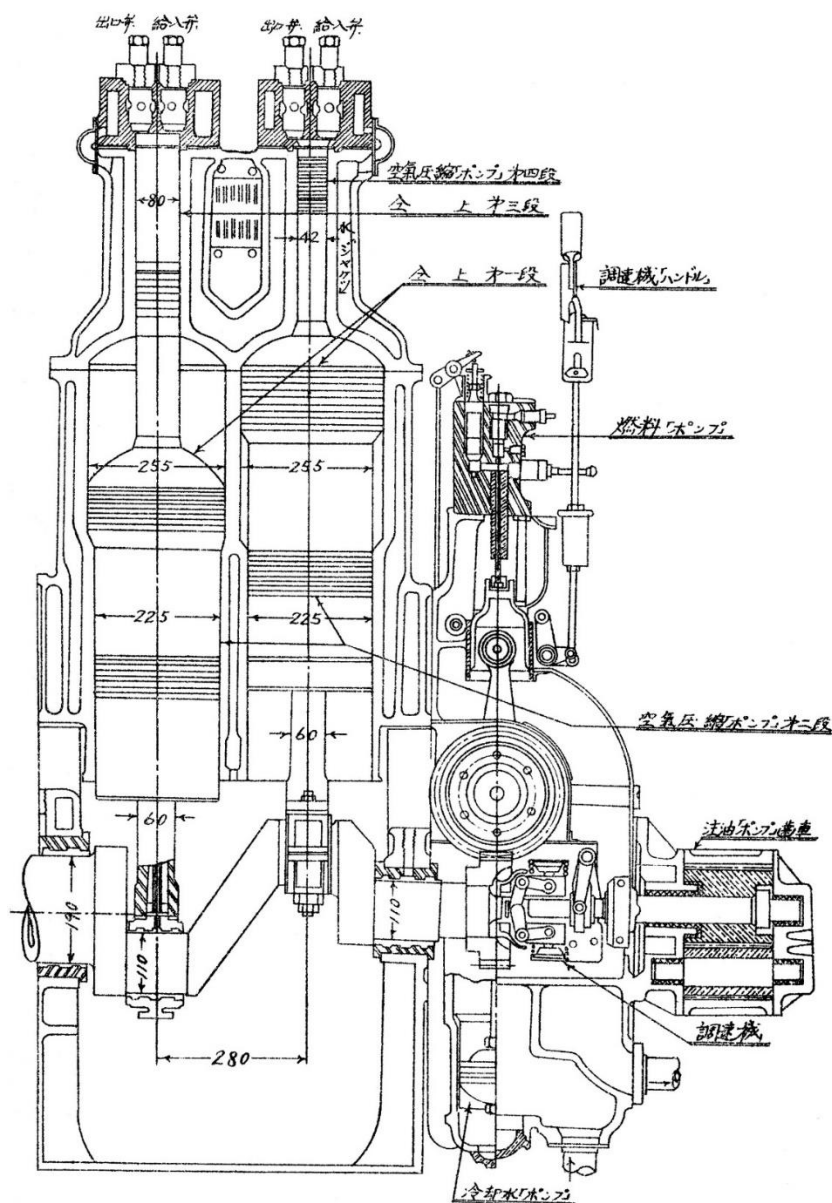 出口弁 給入弁 出口弁 給入弁
空氣圧縮「ポンプ」第四段
80
仝 上 第三段
42
水「ジャケツ」
仝 上 第一段
調速機「ハンドル」
燃料「ポンプ」
255 255
225 225
60
空氣圧縮「ポンプ」第二段
60
注油「ポンプ」歯車
190
110
110
調速機
280
冷却水「ポンプ」